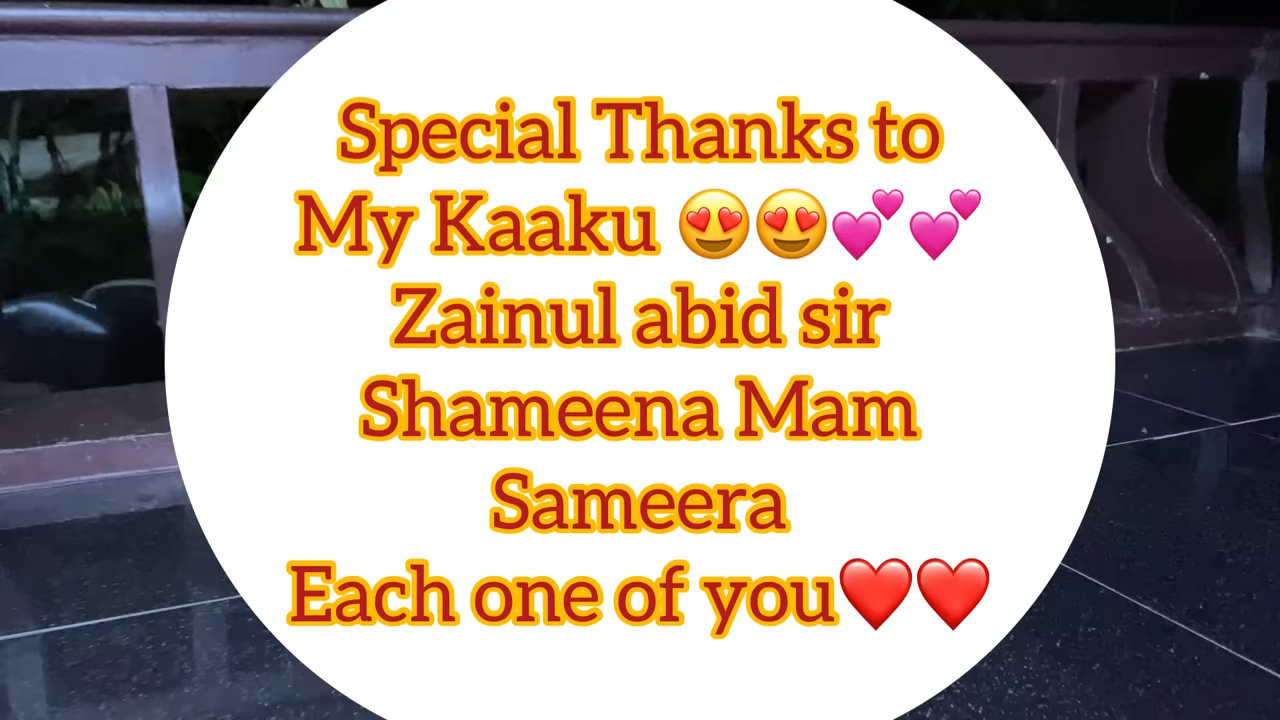 Special Thanks to
My Kaaku 😍😍💕💕
Zainul abid sir
Shameena Mam
Sameera
Each one of you❤️❤️